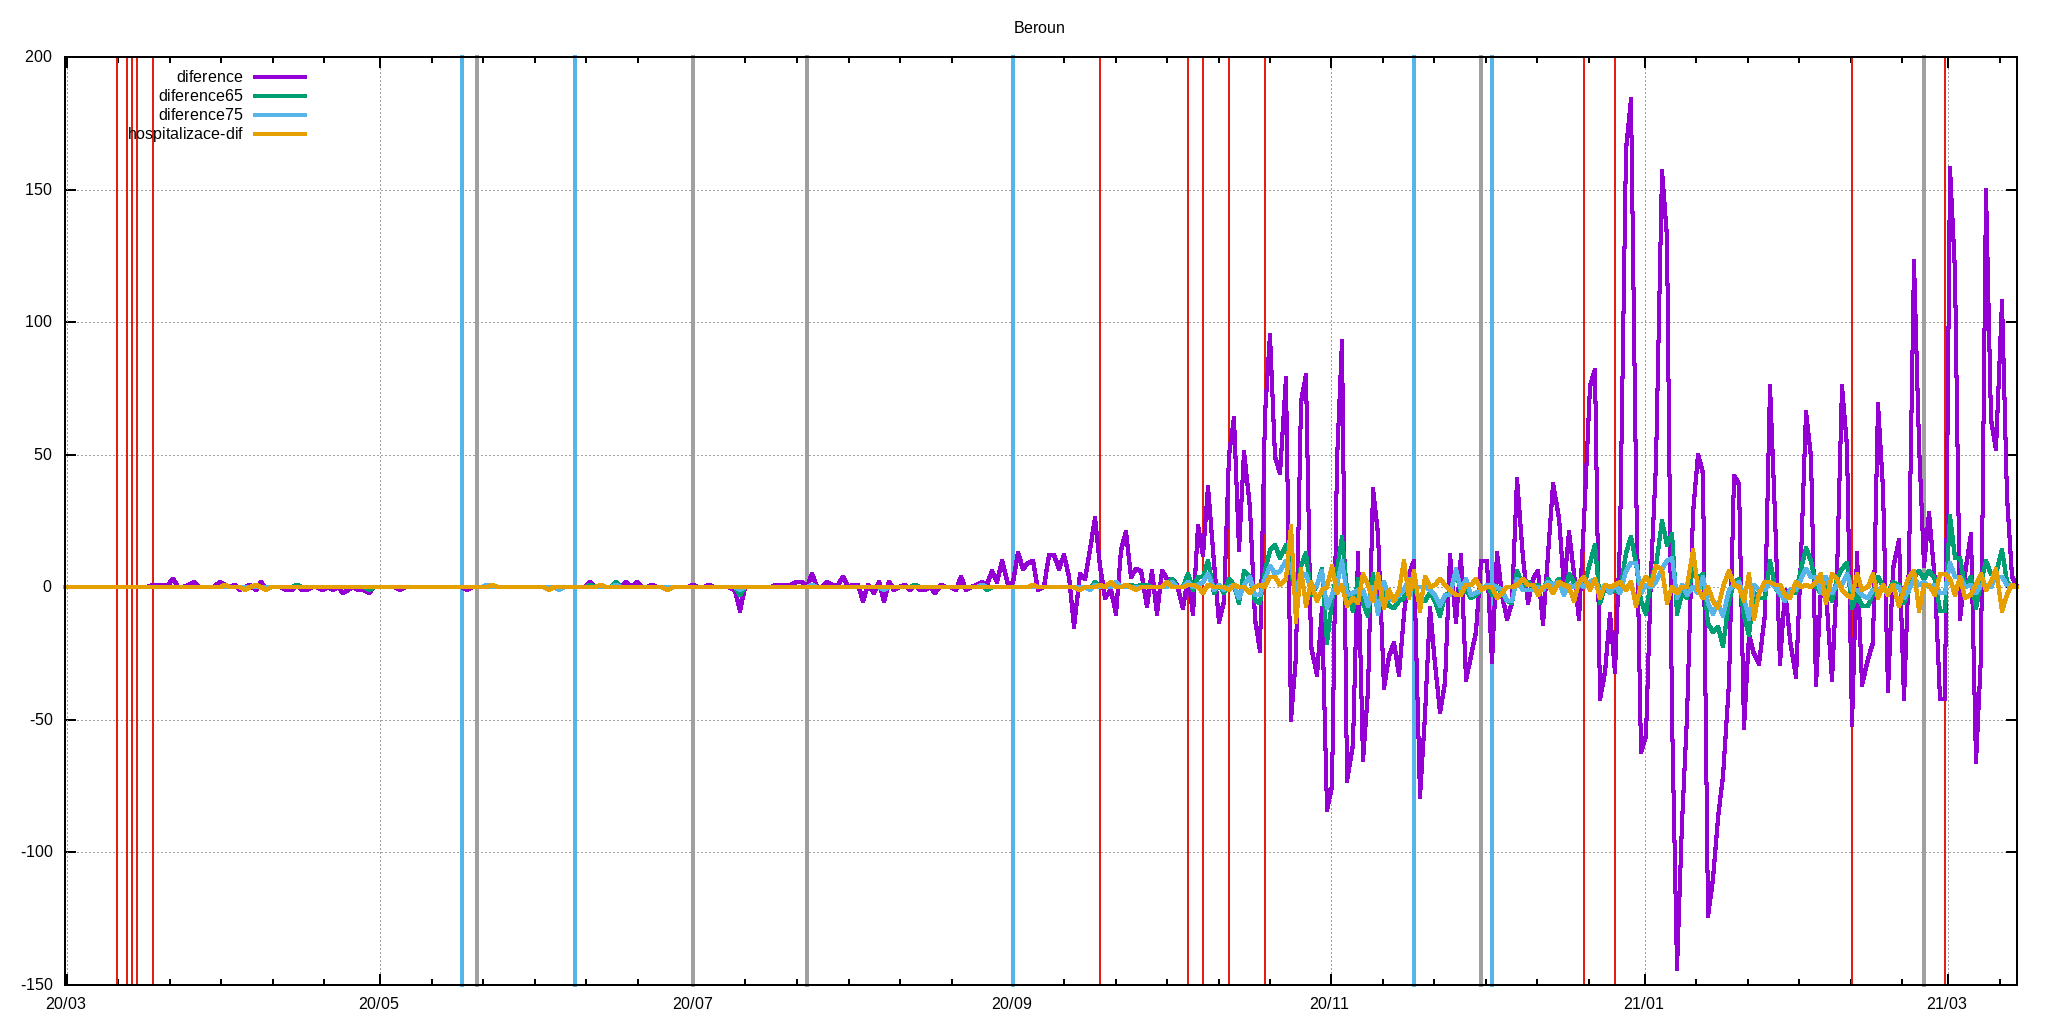 Beroun
200
150
100
50
0
-50
-100
-150
diference
diference65
diference75
hospitalizace-dif
20/03 20/05 20/07 20/09 20/11 21/01 21/03